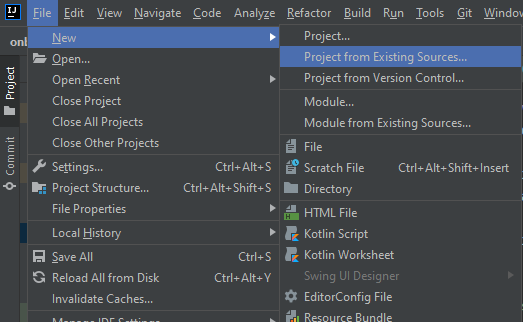 IJ File Edit View Navigate Code Analyze Refactor Build Run Tools Git Window
Project
Commit
New
Open...
Open Recent
Close Project
Close All Projects
Close Other Projects
Settings... Ctrl+Alt+S
Project Structure... Ctrl+Alt+Shift+S
File Properties
Local History
Save All Ctrl+S
Reload All from Disk Ctrl+Alt+Y
Invalidate Caches...
Manage IDE Settings
Project...
Project from Existing Sources...
Project from Version Control...
Module...
Module from Existing Sources...
File
Scratch File Ctrl+Alt+Shift+Insert
Directory
HTML File
Kotlin Script
Kotlin Worksheet
Swing UI Designer
EditorConfig File
Resource Bundle